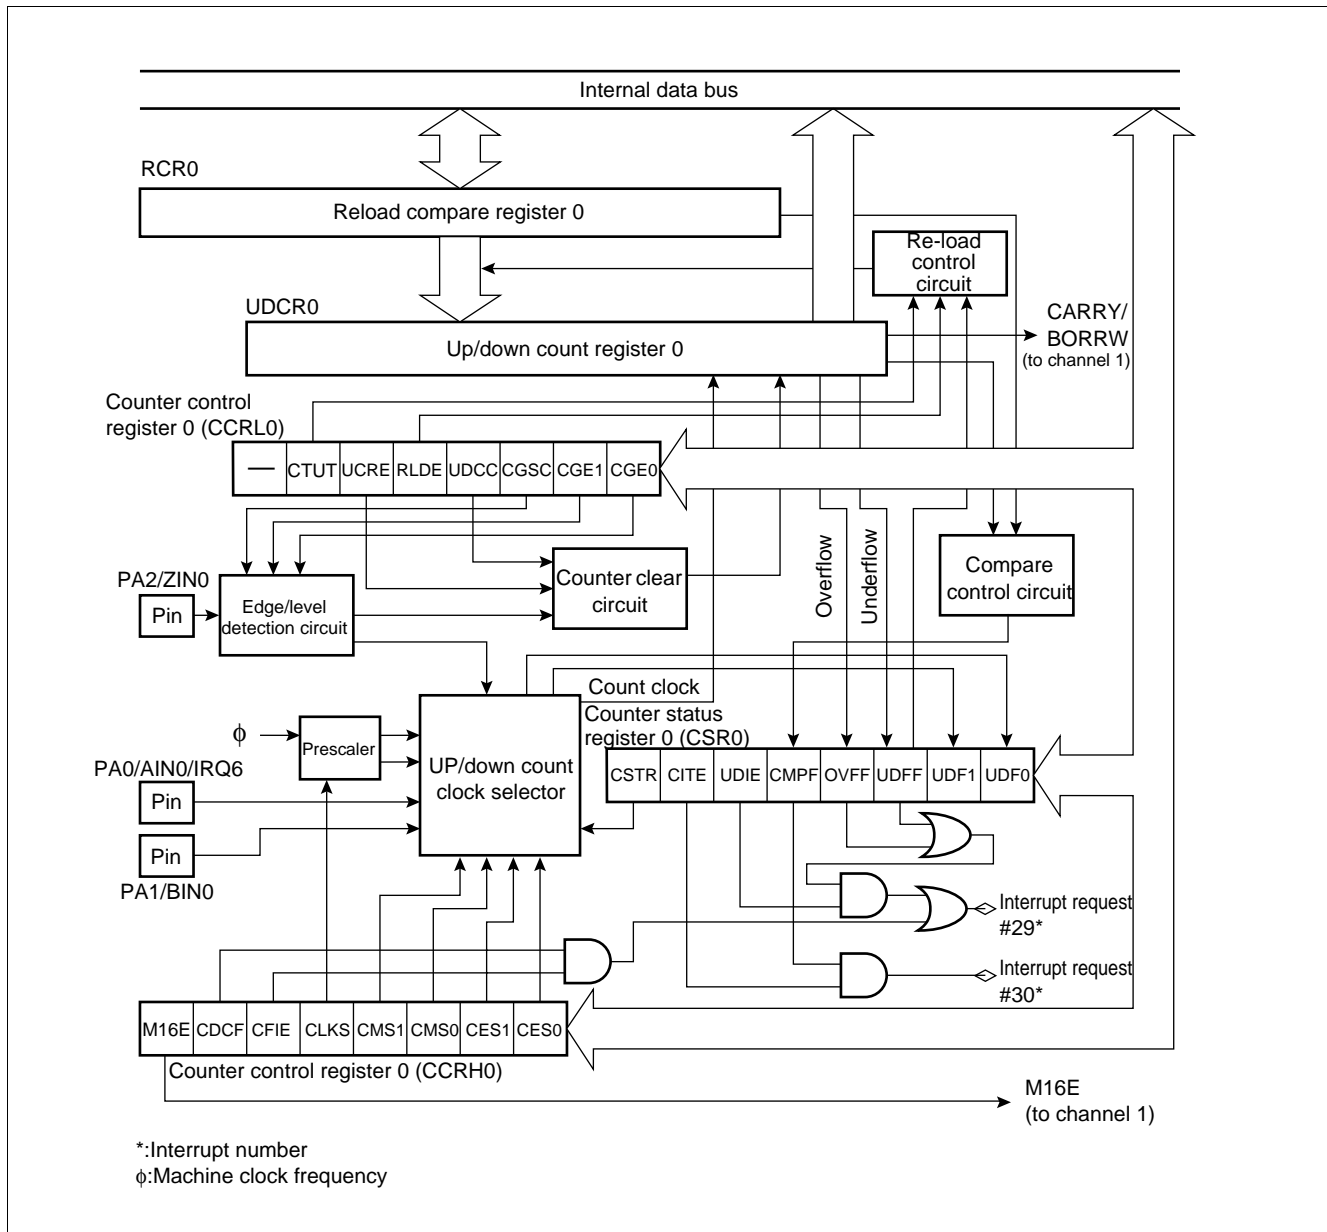 Internal data bus
RCR0
Reload compare register 0
Re-load
control
circuit
UDCR0
Up/down count register 0
CARRY/
BORRW
(to channel 1)
Counter control
register 0 (CCRL0)
— CTUT UCRE RLDE UDCC CGSC CGE1 CGE0
Overflow
Underflow
PA2/ZIN0
Pin
Edge/level
detection circuit
Counter clear
circuit
Compare
control circuit
Count clock
Counter status
register 0 (CSR0)
ϕ
Prescaler
UP/down count
clock selector
CSTR CITE UDIE CMPF OVFF UDFF UDF1 UDF0
PA0/AIN0/IRQ6
Pin
Pin
PA1/BIN0
Interrupt request
#29*
Interrupt request
#30*
M16E CDCF CFIE CLKS CMS1 CMS0 CES1 CES0
Counter control register 0 (CCRH0)
M16E
(to channel 1)
*:Interrupt number
ϕ:Machine clock frequency